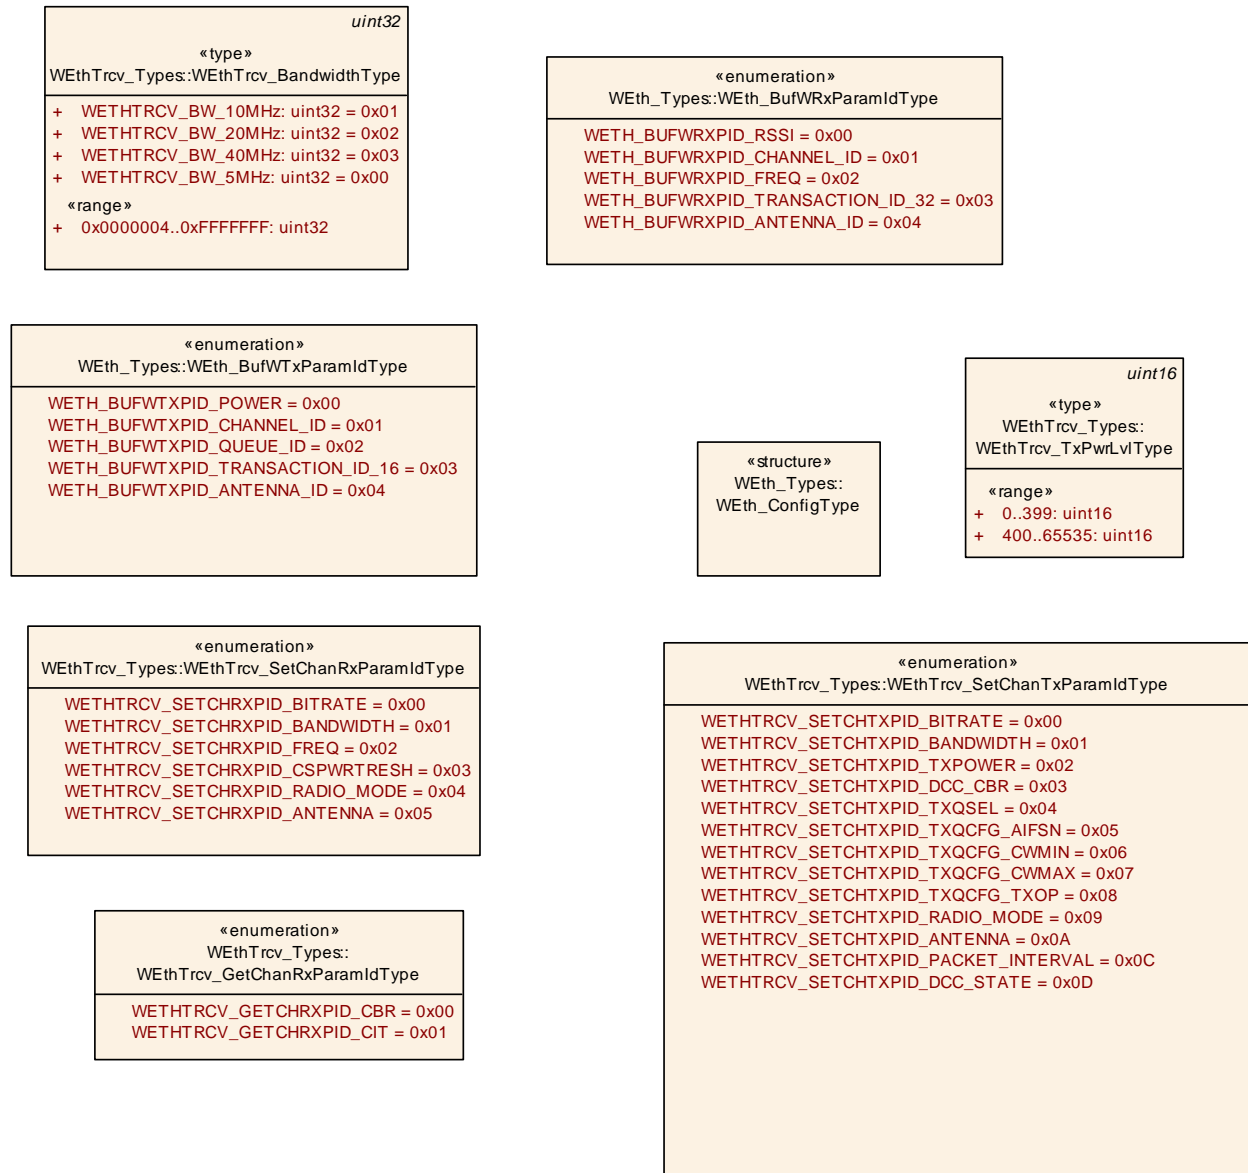 uint32
«type»
WEthTrcv_Types::WEthTrcv_BandwidthType
+ WETHTRCV_BW_10MHz: uint32 = 0x01
+ WETHTRCV_BW_20MHz: uint32 = 0x02
+ WETHTRCV_BW_40MHz: uint32 = 0x03
+ WETHTRCV_BW_5MHz: uint32 = 0x00
«range»
+ 0x0000004..0xFFFFFFF: uint32
«enumeration»
WEth_Types::WEth_BufWRxParamIdType
WETH_BUFWRXPID_RSSI = 0x00
WETH_BUFWRXPID_CHANNEL_ID = 0x01
WETH_BUFWRXPID_FREQ = 0x02
WETH_BUFWRXPID_TRANSACTION_ID_32 = 0x03
WETH_BUFWRXPID_ANTENNA_ID = 0x04
«enumeration»
WEth_Types::WEth_BufWTxParamIdType
WETH_BUFWTXPID_POWER = 0x00
WETH_BUFWTXPID_CHANNEL_ID = 0x01
WETH_BUFWTXPID_QUEUE_ID = 0x02
WETH_BUFWTXPID_TRANSACTION_ID_16 = 0x03
WETH_BUFWTXPID_ANTENNA_ID = 0x04
«structure»
WEth_Types::
WEth_ConfigType
uint16
«type»
WEthTrcv_Types::
WEthTrcv_TxPwrLvlType
«range»
+ 0..399: uint16
+ 400..65535: uint16
«enumeration»
WEthTrcv_Types::WEthTrcv_SetChanRxParamIdType
WETHTRCV_SETCHRXPID_BITRATE = 0x00
WETHTRCV_SETCHRXPID_BANDWIDTH = 0x01
WETHTRCV_SETCHRXPID_FREQ = 0x02
WETHTRCV_SETCHRXPID_CSPWRTRESH = 0x03
WETHTRCV_SETCHRXPID_RADIO_MODE = 0x04
WETHTRCV_SETCHRXPID_ANTENNA = 0x05
«enumeration»
WEthTrcv_Types::WEthTrcv_SetChanTxParamIdType
WETHTRCV_SETCHTXPID_BITRATE = 0x00
WETHTRCV_SETCHTXPID_BANDWIDTH = 0x01
WETHTRCV_SETCHTXPID_TXPOWER = 0x02
WETHTRCV_SETCHTXPID_DCC_CBR = 0x03
WETHTRCV_SETCHTXPID_TXQSEL = 0x04
WETHTRCV_SETCHTXPID_TXQCFG_AIFSN = 0x05
WETHTRCV_SETCHTXPID_TXQCFG_CWMIN = 0x06
WETHTRCV_SETCHTXPID_TXQCFG_CWMAX = 0x07
WETHTRCV_SETCHTXPID_TXQCFG_TXOP = 0x08
WETHTRCV_SETCHTXPID_RADIO_MODE = 0x09
WETHTRCV_SETCHTXPID_ANTENNA = 0x0A
WETHTRCV_SETCHTXPID_PACKET_INTERVAL = 0x0C
WETHTRCV_SETCHTXPID_DCC_STATE = 0x0D
«enumeration»
WEthTrcv_Types::
WEthTrcv_GetChanRxParamIdType
WETHTRCV_GETCHRXPID_CBR = 0x00
WETHTRCV_GETCHRXPID_CIT = 0x01